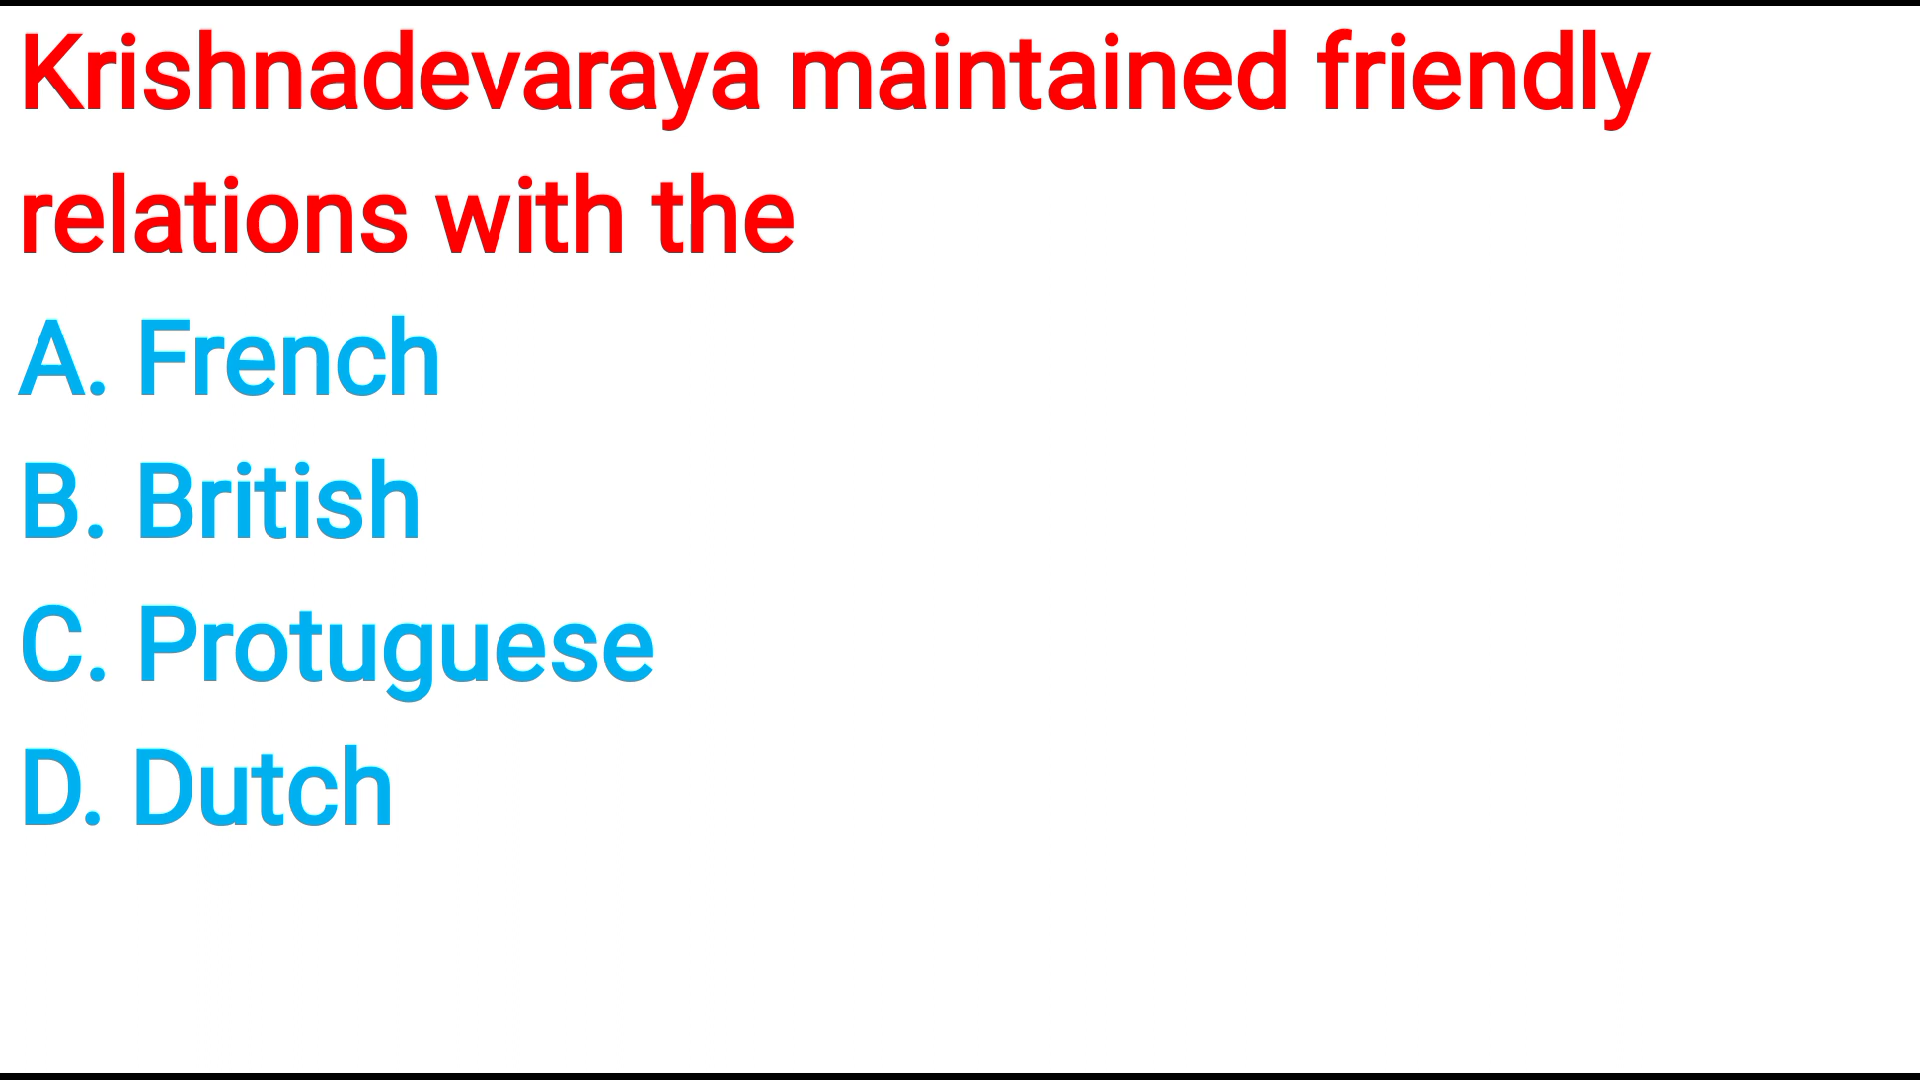 Krishnadevaraya maintained friendly
relations with the
A. French
B. British
C. Protuguese
D. Dutch